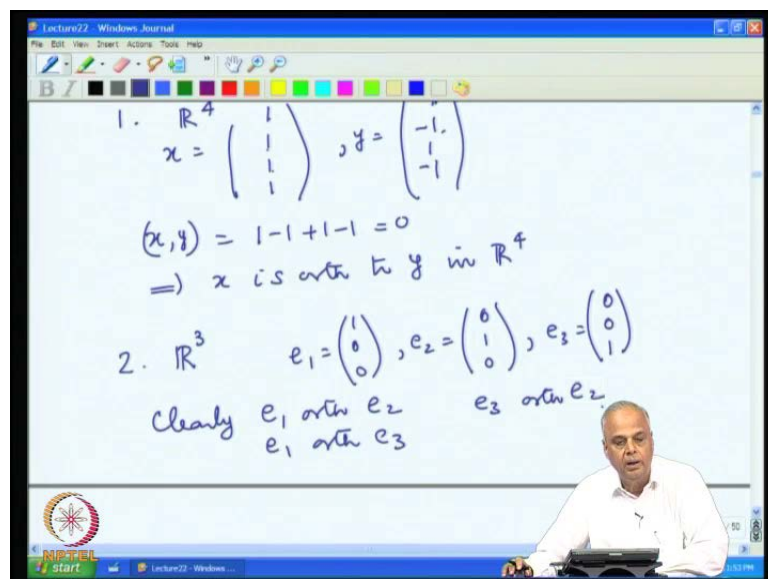 Lecture22 - Windows Journal
File Edit View Insert Actions Tools Help
B I
1. ℝ⁴
x = (1 1 1 1), y = ( -1. 1 -1)
(x,y) = 1-1+1-1 = 0
⟹ x is orth to y in ℝ⁴
2. ℝ³ e₁ = (1 0 0), e₂ = (0 1 0), e₃ = (0 0 1)
Clearly e₁ orth e₂ e₃ orth e₂.
e₁ orth e₃
/ 50
NPTEL
start Lecture22 - Windows ... 1:53 PM